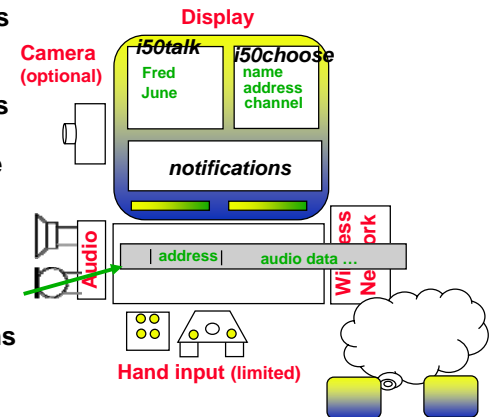 Display
Camera
(optional)
i50talk
Fred
June
i50choose
name
address
channel
notifications
Audio
| address | audio data …
Wireless
Network
Hand input (limited)